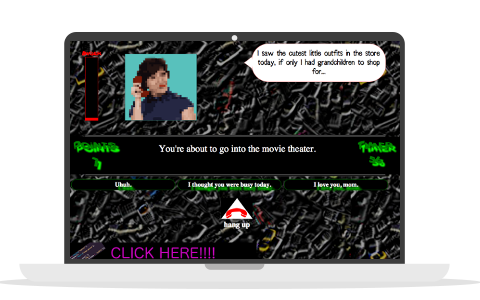 I saw the cutest little outfits in the store
today, if only I had grandchildren to shop
for...
You're about to go into the movie theater.
POINTS
TIMER
Uhuh.
I thought you were busy today.
I love you, mom.
hang up
CLICK HERE!!!!